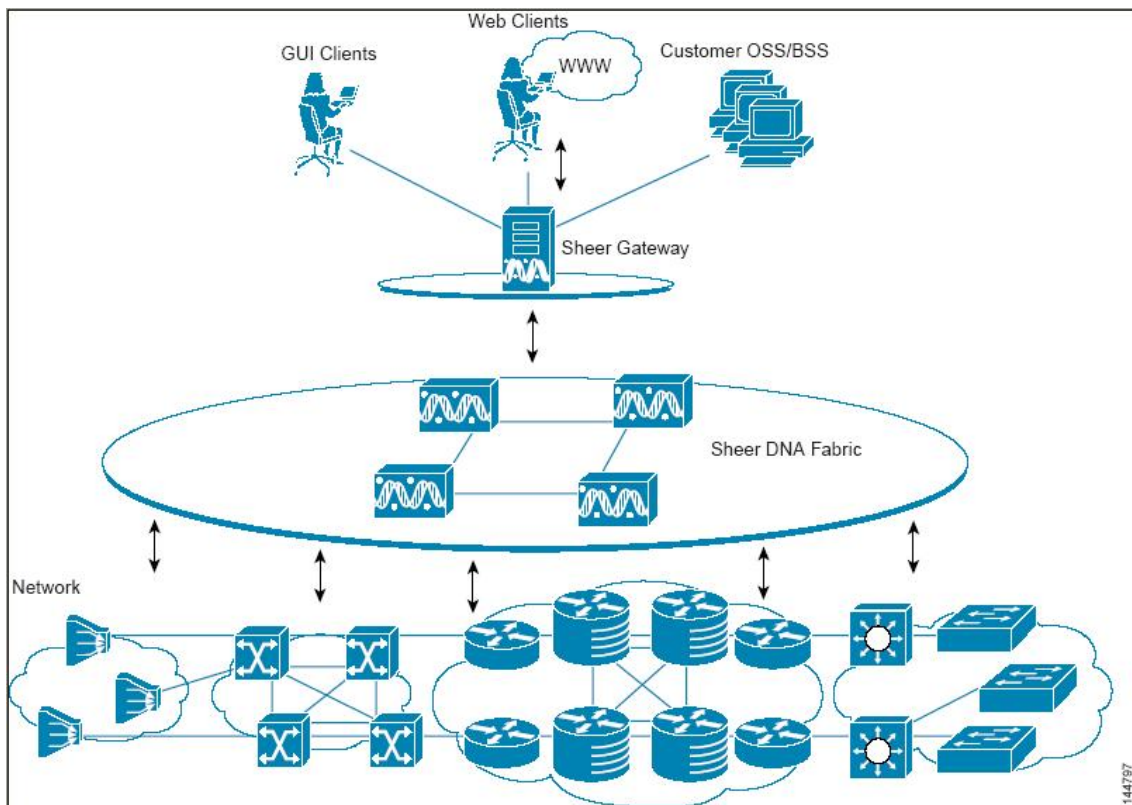 Web Clients
GUI Clients
WWW
Customer OSS/BSS
Sheer Gateway
Sheer DNA Fabric
Network
144797